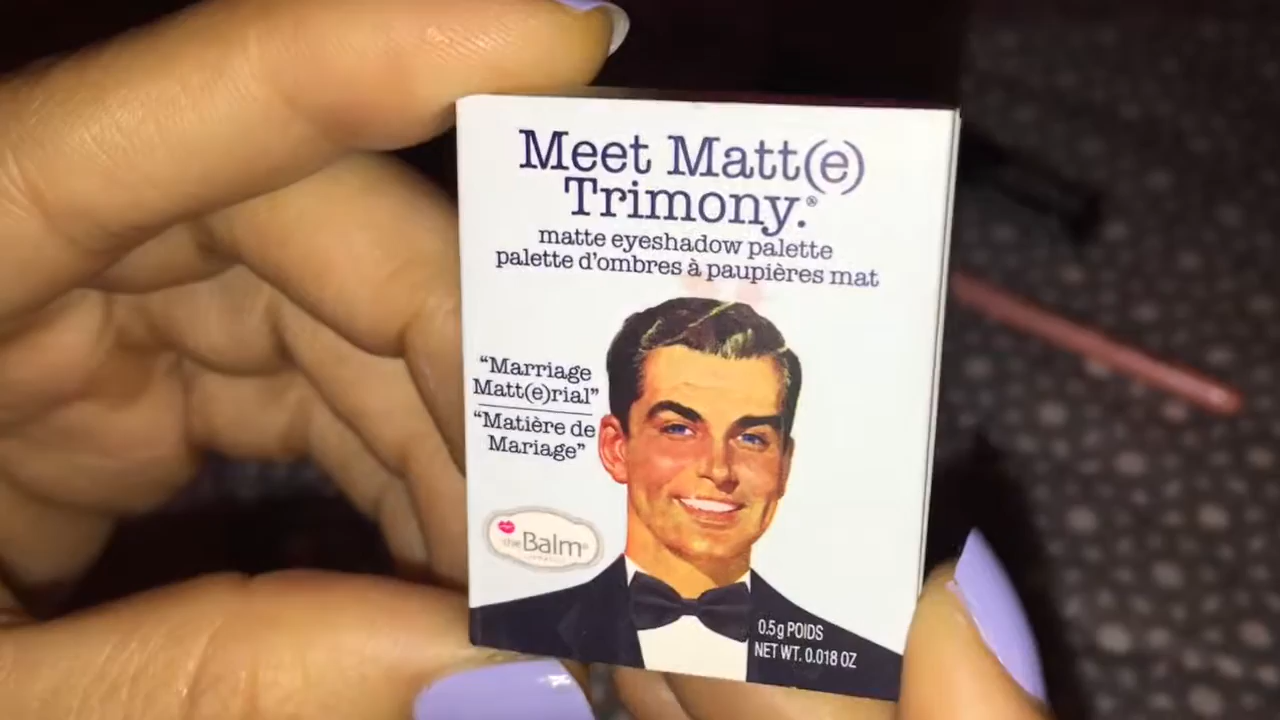 Meet Matt(e)
Trimony.®
matte eyeshadow palette
palette d'ombres à paupières mat
“Marriage
Matt(e)rial”
“Matière de
Mariage”
theBalm®
0.5g POIDS
NET WT. 0.018 OZ